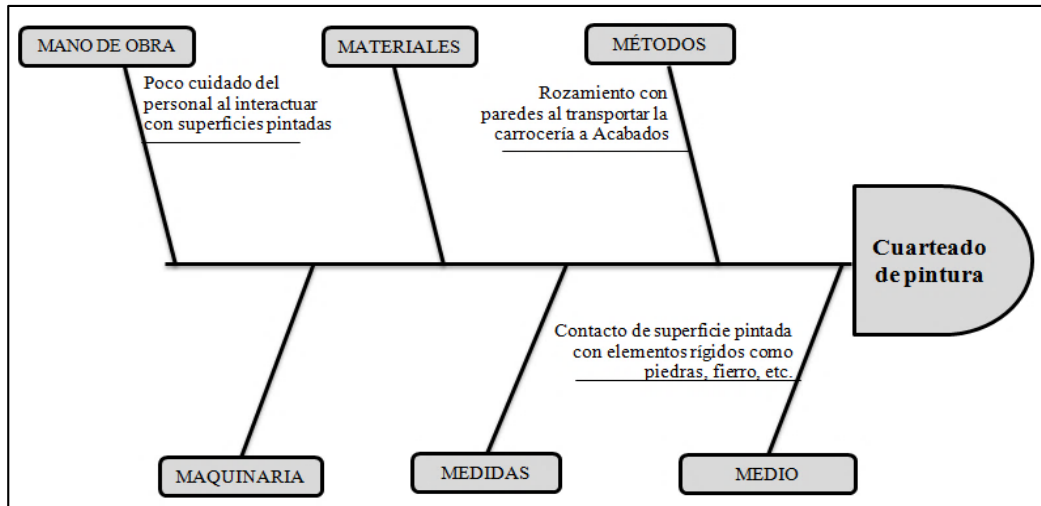 MANO DE OBRA
MATERIALES
MÉTODOS
Poco cuidado del
personal al interactuar
con superficies pintadas
Rozamiento con
paredes al transportar la
carrocería a Acabados
Cuarteado
de pintura
Contacto de superficie pintada
con elementos rígidos como
piedras, fierro, etc.
MAQUINARIA
MEDIDAS
MEDIO